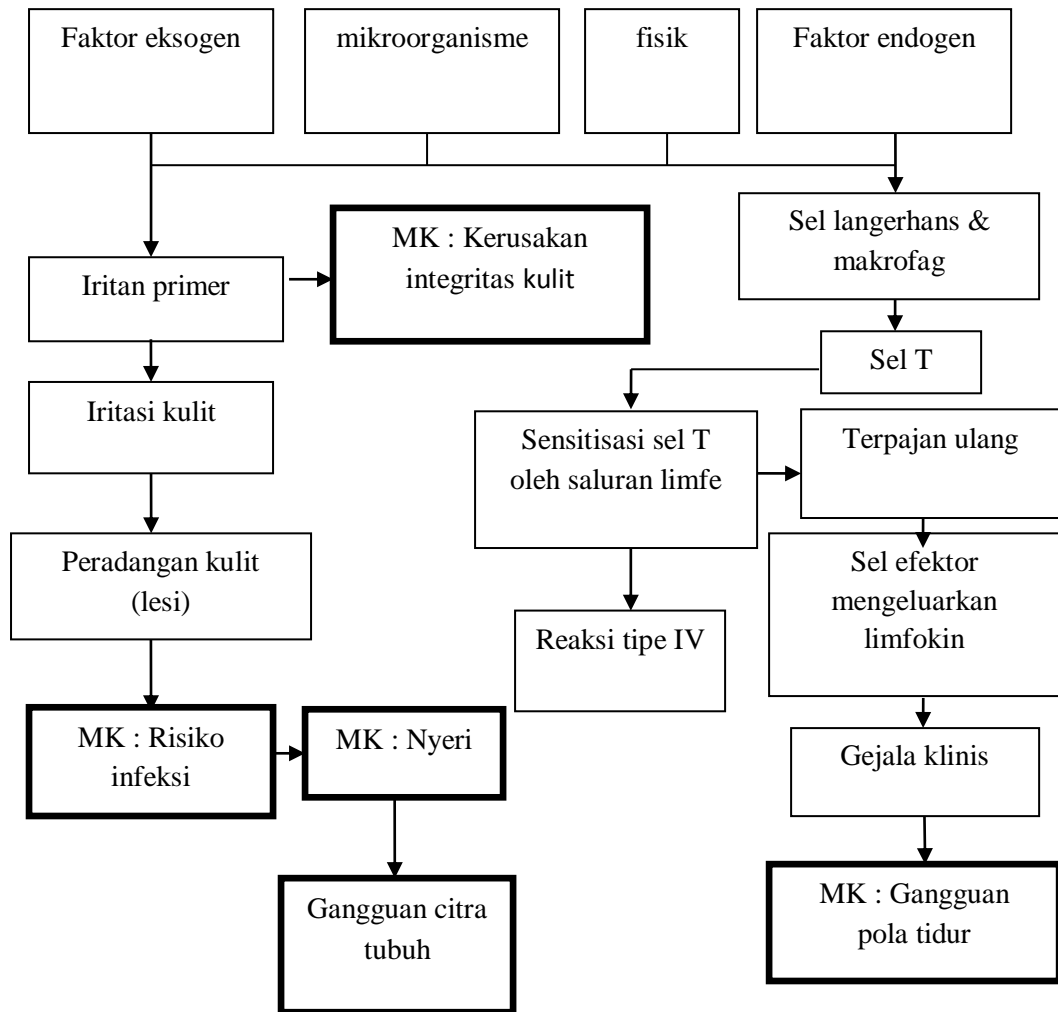 Faktor eksogen
mikroorganisme
fisik
Faktor endogen
MK : Kerusakan
integritas kulit
Sel langerhans &
makrofag
Iritan primer
Sel T
Iritasi kulit
Sensitisasi sel T
oleh saluran limfe
Terpajan ulang
Peradangan kulit
(lesi)
Sel efektor
mengeluarkan
limfokin
Reaksi tipe IV
MK : Risiko
infeksi
MK : Nyeri
Gejala klinis
Gangguan citra
tubuh
MK : Gangguan
pola tidur